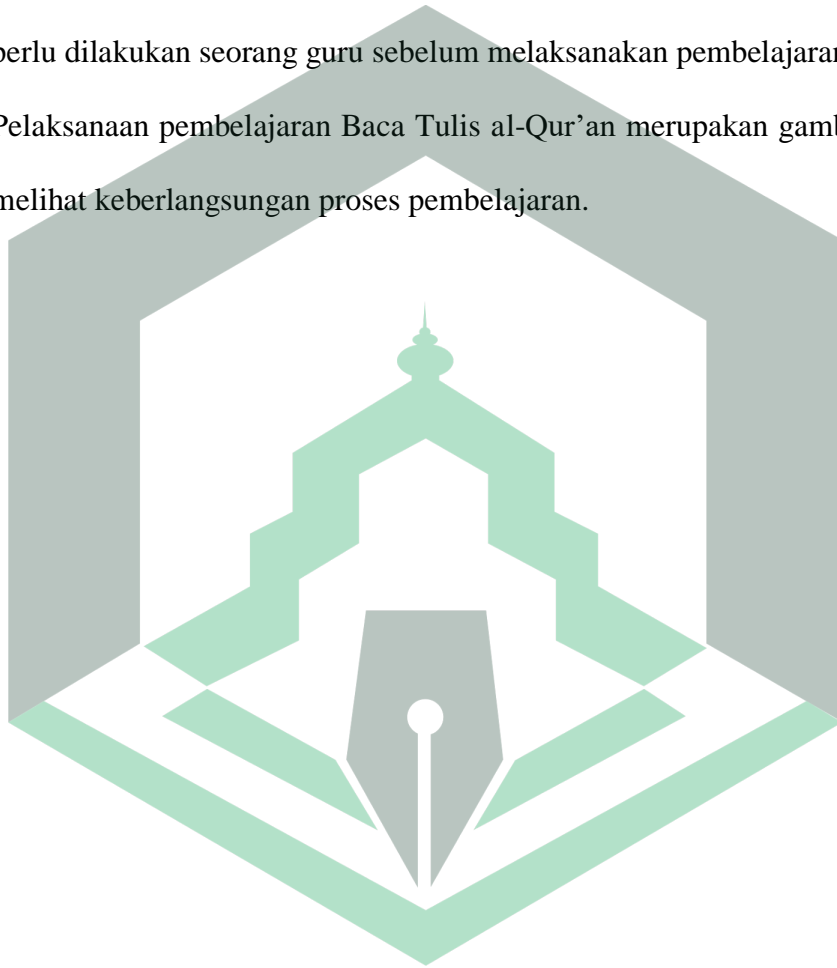 perlu dilakukan seorang guru sebelum melaksanakan pembelajaran
Pelaksanaan pembelajaran Baca Tulis al-Qur’an merupakan gamb
melihat keberlangsungan proses pembelajaran.